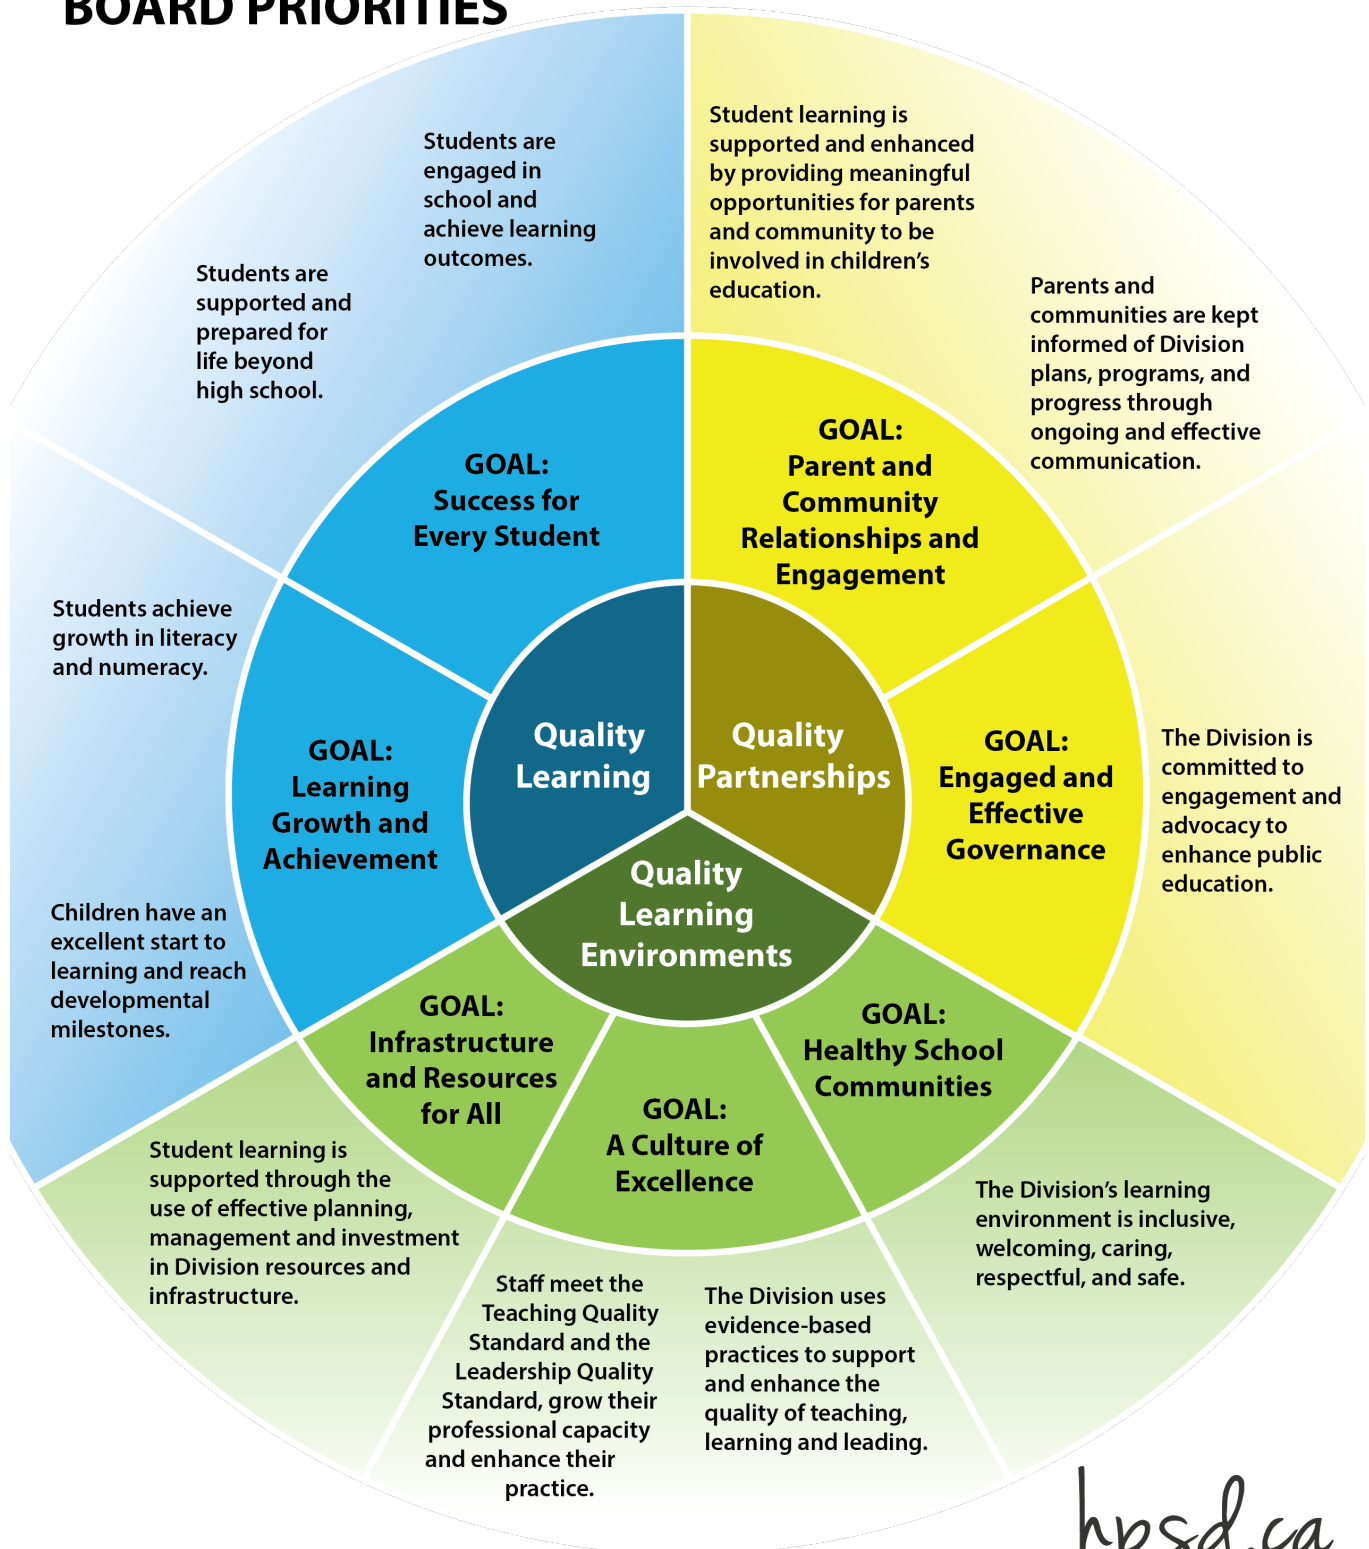 BOARD PRIORITIES
Students are
engaged in
school and
achieve learning
outcomes.
Students are
supported and
prepared for
life beyond
high school.
Student learning is
supported and enhanced
by providing meaningful
opportunities for parents
and community to be
involved in children’s
education.
Parents and
communities are kept
informed of Division
plans, programs, and
progress through
ongoing and effective
communication.
GOAL:
Success for
Every Student
GOAL:
Parent and
Community
Relationships and
Engagement
Students achieve
growth in literacy
and numeracy.
Children have an
excellent start to
learning and reach
developmental
milestones.
GOAL:
Learning
Growth and
Achievement
Quality
Learning
Quality
Partnerships
Quality
Learning
Environments
GOAL:
Engaged and
Effective
Governance
The Division is
committed to
engagement and
advocacy to
enhance public
education.
GOAL:
Infrastructure
and Resources
for All
GOAL:
A Culture of
Excellence
GOAL:
Healthy School
Communities
Student learning is
supported through the
use of effective planning,
management and investment
in Division resources and
infrastructure.
Staff meet the
Teaching Quality
Standard and the
Leadership Quality
Standard, grow their
professional capacity
and enhance their
practice.
The Division uses
evidence-based
practices to support
and enhance the
quality of teaching,
learning and leading.
The Division’s learning
environment is inclusive,
welcoming, caring,
respectful, and safe.
hpsd.ca